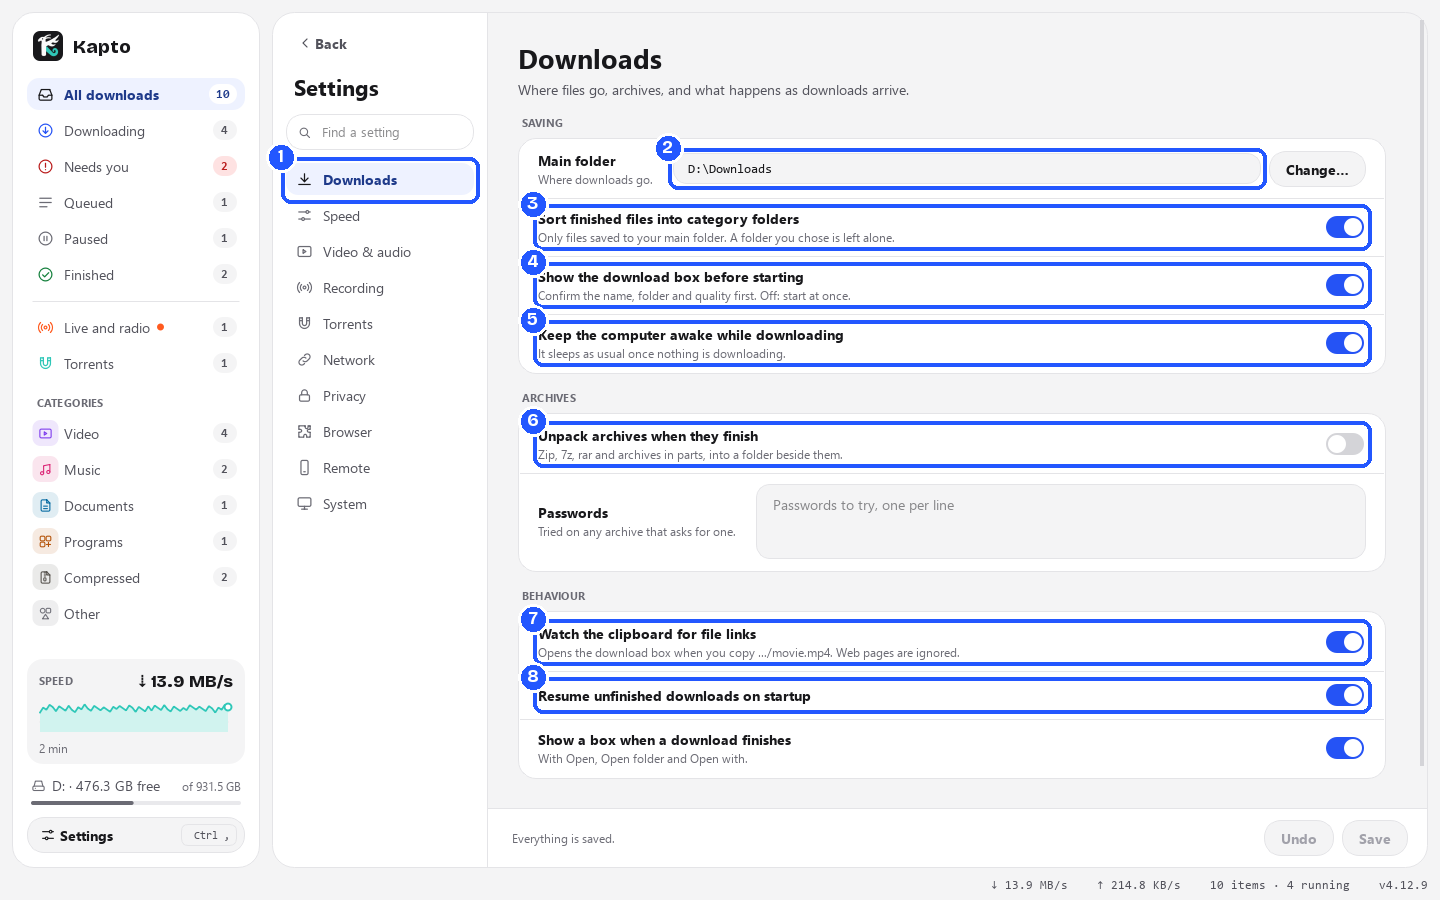 Kapto
All downloads 10
Downloading 4
Needs you 2
Queued 1
Paused 1
Finished 2
Live and radio 1
Torrents 1
CATEGORIES
Video 4
Music 2
Documents 1
Programs 1
Compressed 2
Other
SPEED ↓ 13.9 MB/s
2 min
D: · 476.3 GB free of 931.5 GB
Settings Ctrl ,
Back
Settings
Find a setting
1
Downloads
Speed
Video & audio
Recording
Torrents
Network
Privacy
Browser
Remote
System
Downloads
Where files go, archives, and what happens as downloads arrive.
SAVING
2
Main folder
Where downloads go.
D:\Downloads
Change...
3
Sort finished files into category folders
Only files saved to your main folder. A folder you chose is left alone.
4
Show the download box before starting
Confirm the name, folder and quality first. Off: start at once.
5
Keep the computer awake while downloading
It sleeps as usual once nothing is downloading.
ARCHIVES
6
Unpack archives when they finish
Zip, 7z, rar and archives in parts, into a folder beside them.
Passwords
Tried on any archive that asks for one.
Passwords to try, one per line
BEHAVIOUR
7
Watch the clipboard for file links
Opens the download box when you copy .../movie.mp4. Web pages are ignored.
8
Resume unfinished downloads on startup
Show a box when a download finishes
With Open, Open folder and Open with.
Everything is saved.
Undo
Save
↓ 13.9 MB/s ↑ 214.8 KB/s 10 items · 4 running v4.12.9